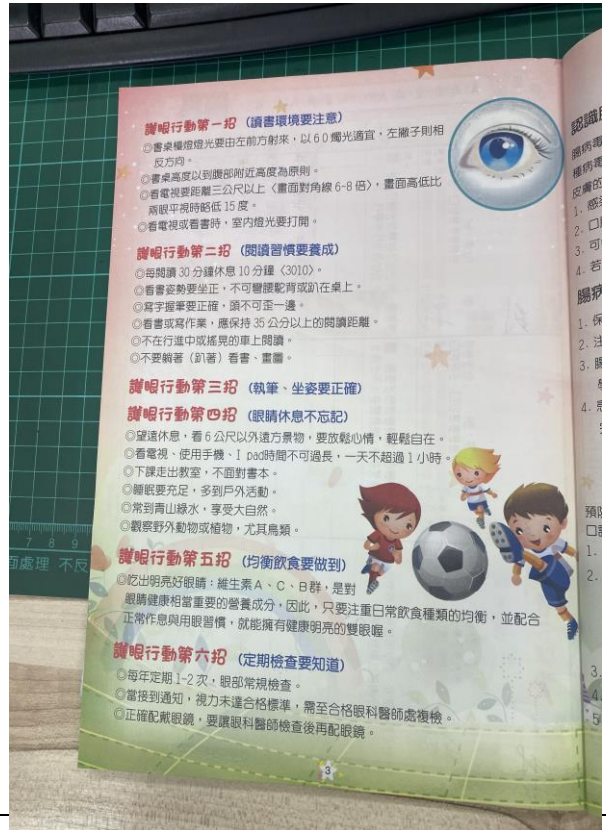 護眼行動第一招（讀書環境要注意）
◎書桌檯燈燈光要由左前方射來，以60燭光適宜，左撇子則相
反方向。
◎書桌高度以到腹部附近高度為原則。
◎看電視要距離三公尺以上〈畫面對角線6-8倍〉，畫面高低比
兩眼平視時略低15度。
◎看電視或看書時，室內燈光要打開。
護眼行動第二招（閱讀習慣要養成）
◎每閱讀30分鐘休息10分鐘〈3010〉。
◎看書姿勢要坐正，不可彎腰駝背或趴在桌上。
◎寫字握筆要正確，頭不可歪一邊。
◎看書或寫作業，應保持35公分以上的閱讀距離。
◎不在行進中或搖晃的車上閱讀。
◎不要躺著（趴著）看書、畫圖。
護眼行動第三招（執筆、坐姿要正確）
護眼行動第四招（眼睛休息不忘記）
◎望遠休息，看6公尺以外遠方景物，要放鬆心情，輕鬆自在。
◎看電視、使用手機、I pad時間不可過長，一天不超過1小時。
◎下課走出教室，不面對書本。
◎睡眠要充足，多到戶外活動。
◎常到青山綠水，享受大自然。
◎觀察野外動物或植物，尤其鳥類。
護眼行動第五招（均衡飲食要做到）
◎吃出明亮好眼睛：維生素A、C、B群，是對
眼睛健康相當重要的營養成分，因此，只要注重日常飲食種類的均衡，並配合
正常作息與用眼習慣，就能擁有健康明亮的雙眼喔。
護眼行動第六招（定期檢查要知道）
◎每年定期1-2次，眼部常規檢查。
◎當接到通知，視力未達合格標準，需至合格眼科醫師處複檢。
◎正確配戴眼鏡，要讓眼科醫師檢查後再配眼鏡。
3
7 8 9
面處理 不反
認識
腸病毒
種病毒
皮膚的
1. 感
2. 口
3. 可
4. 若
腸病
1. 保
2. 注
3. 腸
4. 患
預防
1.
2.
3.
4.